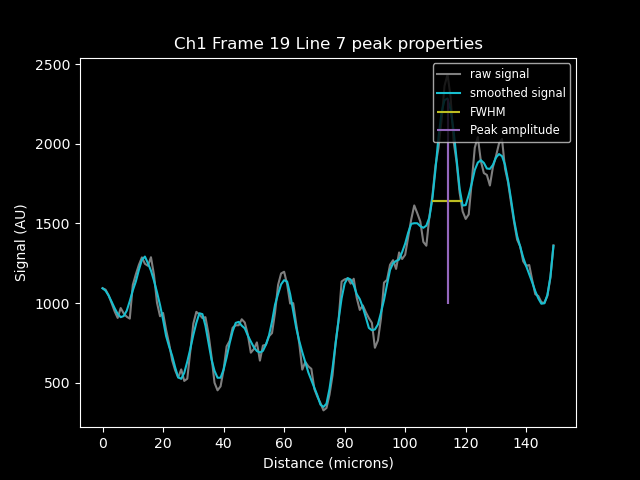 Ch1 Frame 19 Line 7 peak properties
raw signal
smoothed signal
FWHM
Peak amplitude
Signal (AU)
2500
2000
1500
1000
500
0 20 40 60 80 100 120 140
Distance (microns)